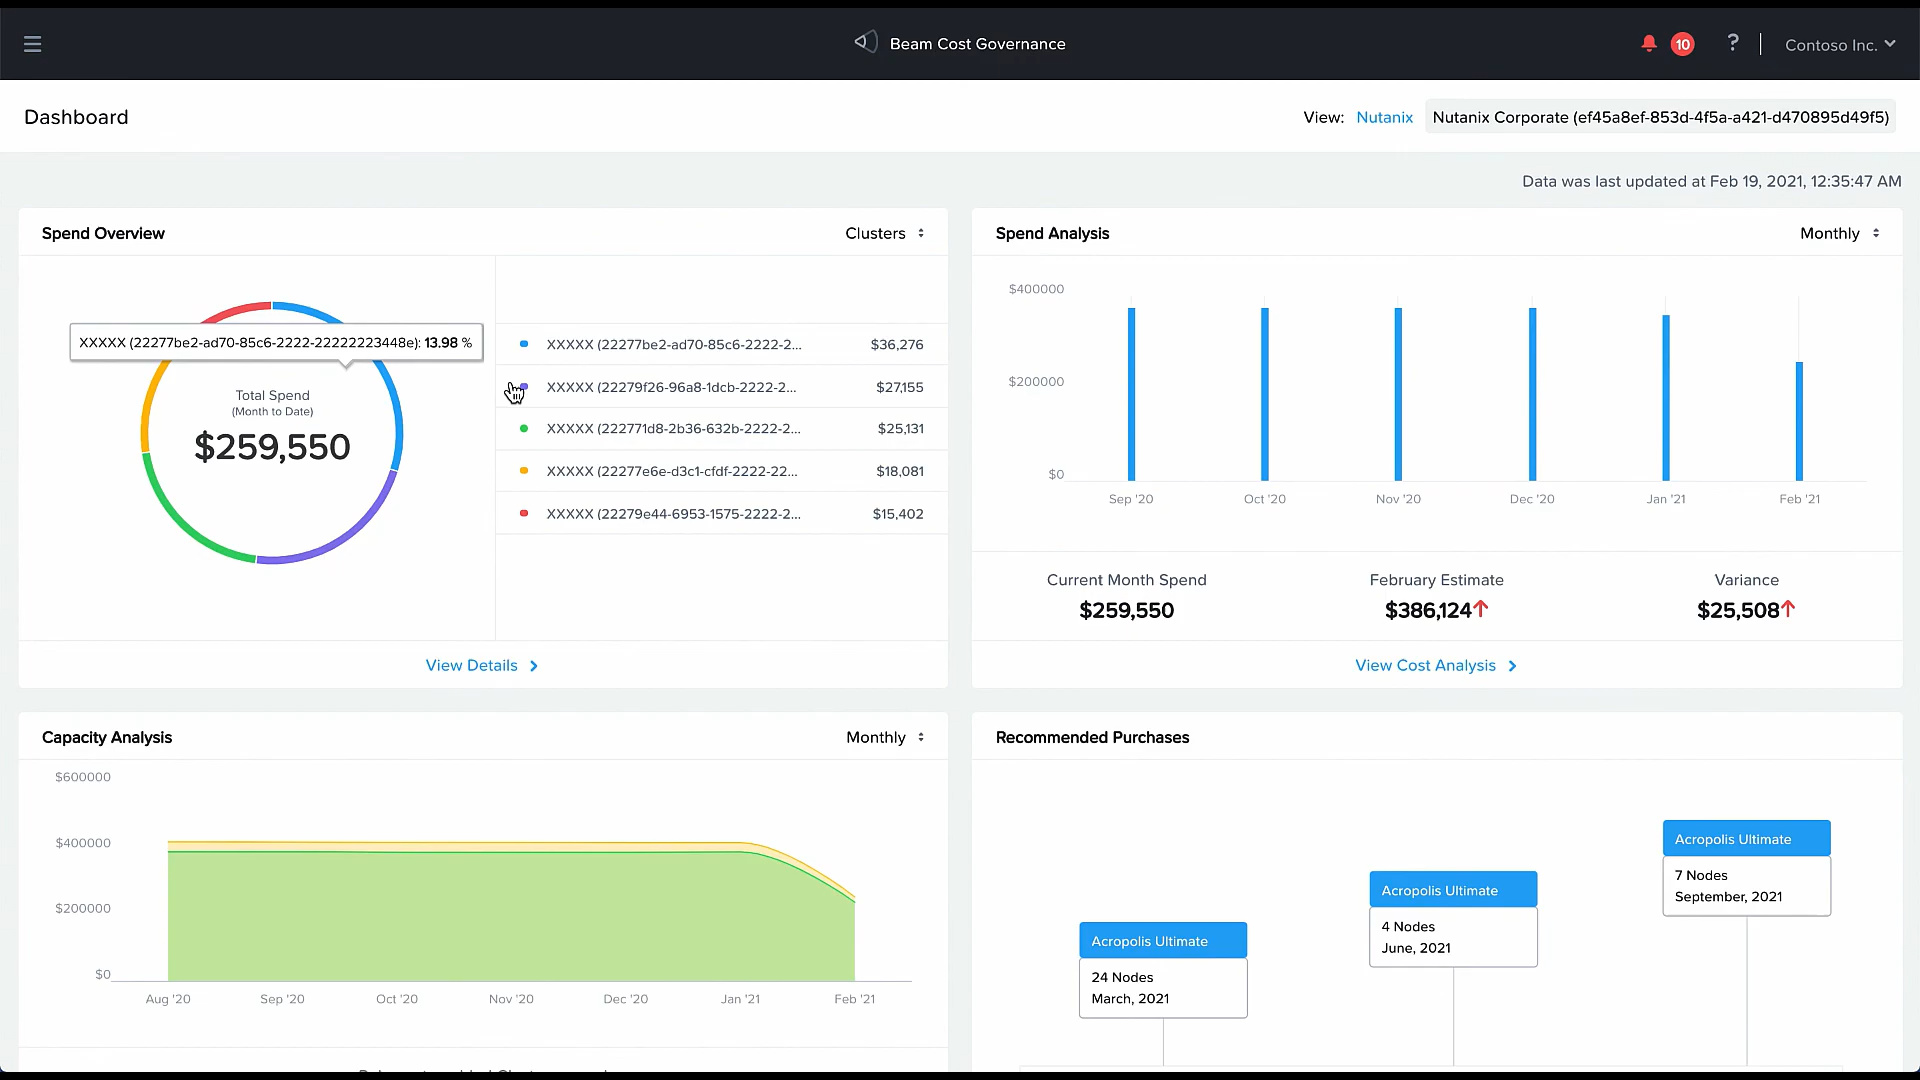 Beam Cost Governance
10
?
Contoso Inc.
Dashboard
View: Nutanix
Nutanix Corporate (ef45a8ef-853d-4f5a-a421-d470895d49f5)
Data was last updated at Feb 19, 2021, 12:35:47 AM
Spend Overview
Clusters
XXXXX (22277be2-ad70-85c6-2222-22222223448e): 13.98 %
Total Spend
(Month to Date)
$259,550
XXXXX (22277be2-ad70-85c6-2222-2... $36,276
XXXXX (22279f26-96a8-1dcb-2222-2... $27,155
XXXXX (222771d8-2b36-632b-2222-2... $25,131
XXXXX (22277e6e-d3c1-cfdf-2222-22... $18,081
XXXXX (22279e44-6953-1575-2222-2... $15,402
View Details
Spend Analysis
Monthly
$400000
$200000
$0
Sep '20 Oct '20 Nov '20 Dec '20 Jan '21 Feb '21
Current Month Spend
$259,550
February Estimate
$386,124
Variance
$25,508
View Cost Analysis
Capacity Analysis
Monthly
$600000
$400000
$200000
$0
Aug '20 Sep '20 Oct '20 Nov '20 Dec '20 Jan '21 Feb '21
Recommended Purchases
Acropolis Ultimate
24 Nodes
March, 2021
Acropolis Ultimate
4 Nodes
June, 2021
Acropolis Ultimate
7 Nodes
September, 2021